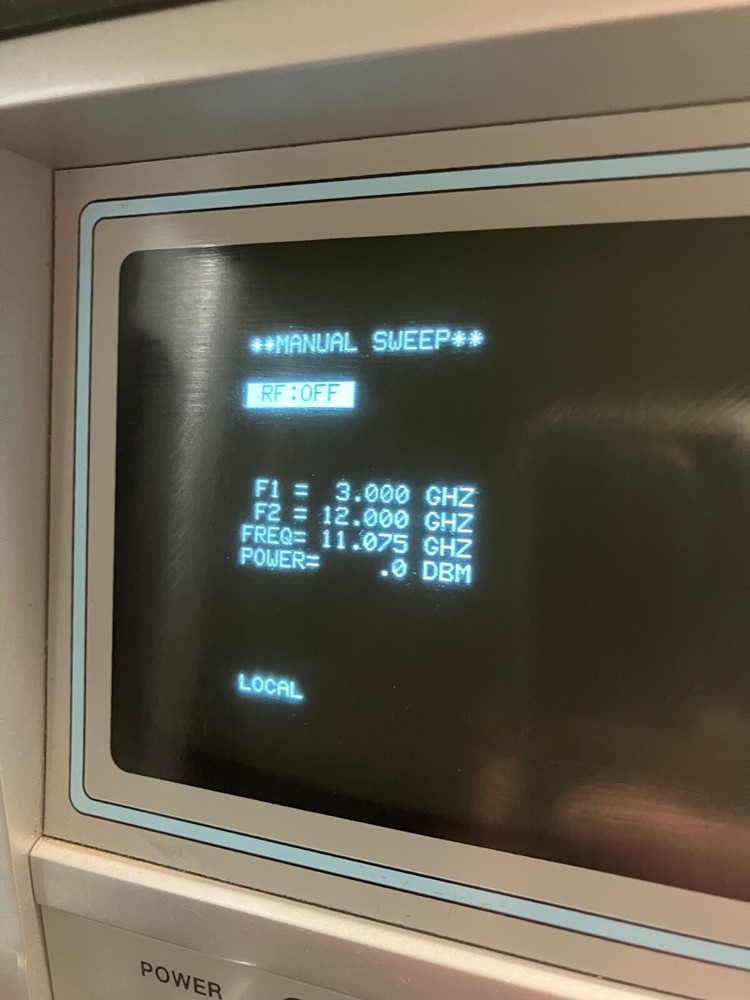 **MANUAL SWEEP**
RF:OFF
F1 = 3.000 GHZ
F2 = 12.000 GHZ
FREQ= 11.075 GHZ
POWER= .0 DBM
LOCAL
POWER